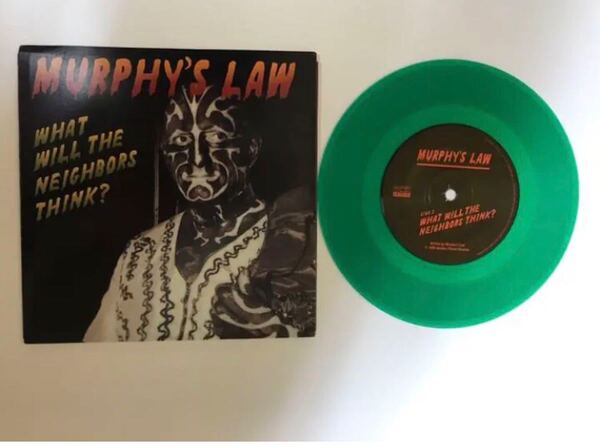 MURPHY'S LAW
WHAT
WILL THE
NEIGHBORS
THINK?
MURPHY'S LAW
WHAT WILL THE
NEIGHBORS THINK?